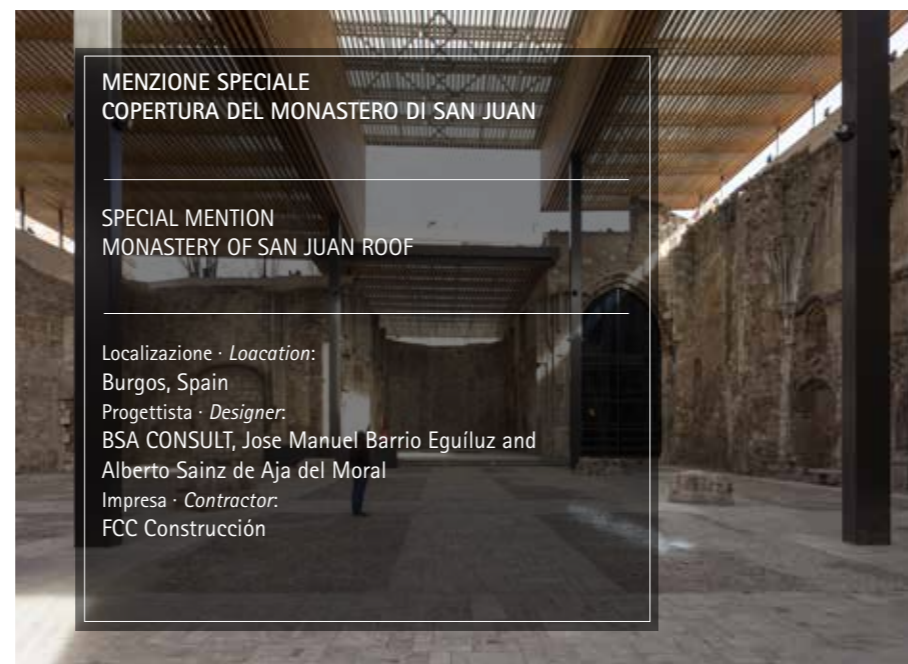 MENZIONE SPECIALE
COPERTURA DEL MONASTERO DI SAN JUAN
SPECIAL MENTION
MONASTERY OF SAN JUAN ROOF
Localizazione · Loacation:
Burgos, Spain
Progettista · Designer:
BSA CONSULT, Jose Manuel Barrio Eguíluz and
Alberto Sainz de Aja del Moral
Impresa · Contractor:
FCC Construcción